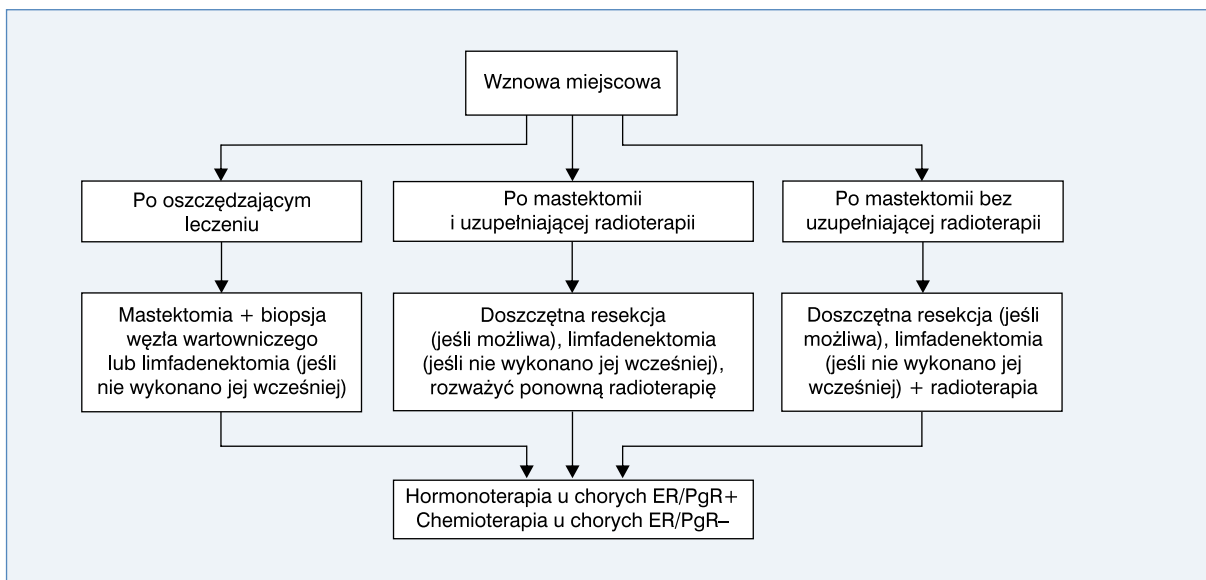 Wznowa miejscowa
Po oszczędzającym
leczeniu
Po mastektomii
i uzupełniającej radioterapii
Po mastektomii bez
uzupełniającej radioterapii
Mastektomia + biopsja
węzła wartowniczego
lub limfadenektomia (jeśli
nie wykonano jej wcześniej)
Doszczętna resekcja
(jeśli możliwa), limfadenektomia
(jeśli nie wykonano jej wcześniej),
rozważyć ponowną radioterapię
Doszczętna resekcja (jeśli
możliwa), limfadenektomia
(jeśli nie wykonano jej
wcześniej) + radioterapia
Hormonoterapia u chorych ER/PgR+
Chemioterapia u chorych ER/PgR–